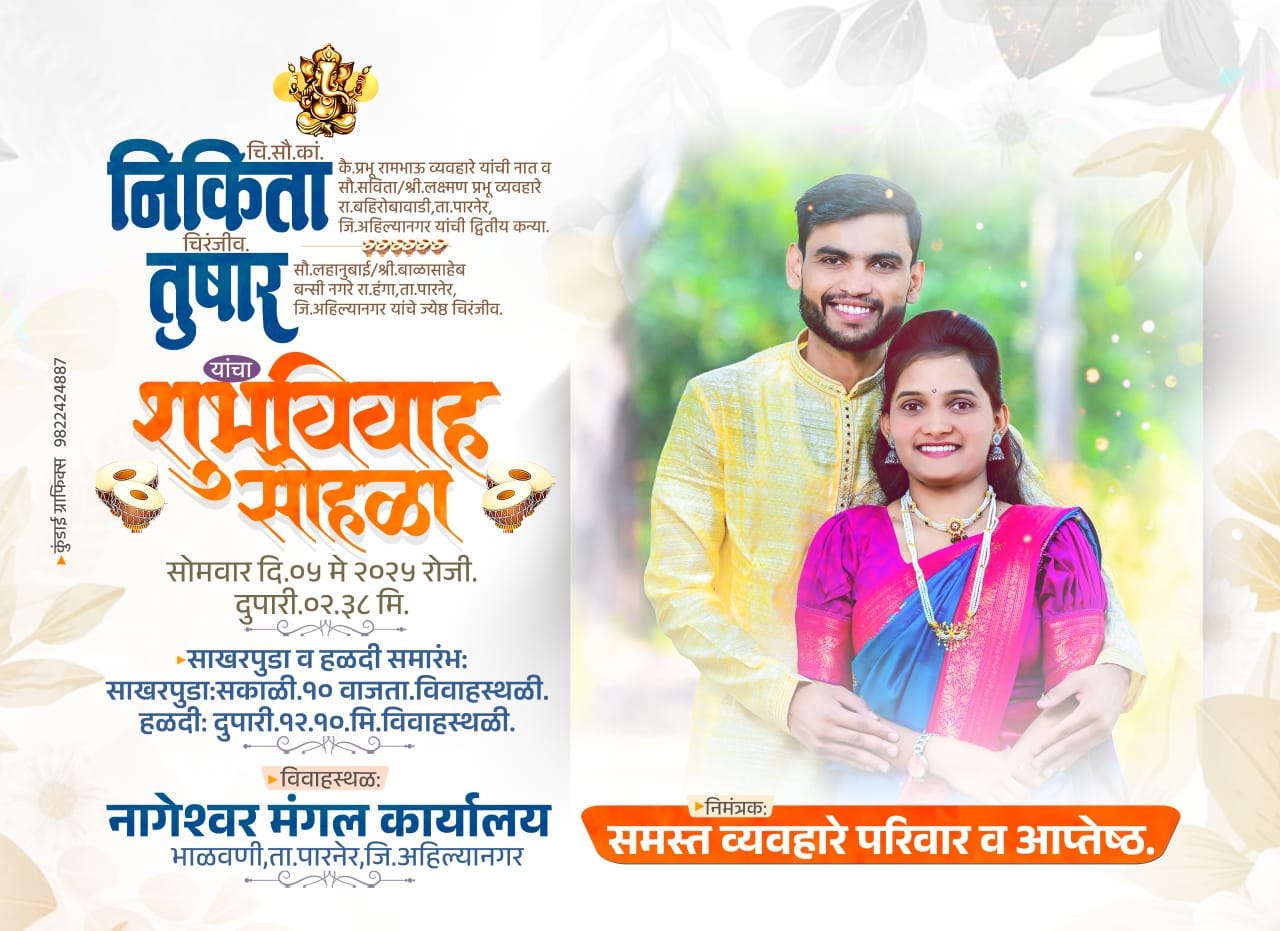 चि.सौ.कां.
निकिता
कै.प्रभू रामभाऊ व्यवहारे यांची नात व
सौ.सविता/श्री.लक्ष्मण प्रभू व्यवहारे
रा.बहिरोबावाडी,ता.पारनेर,
जि.अहिल्यानगर यांची द्वितीय कन्या.
चिरंजीव.
तुषार
सौ.लहानुबाई/श्री.बाळासाहेब
बन्सी नगरे रा.हंगा,ता.पारनेर,
जि.अहिल्यानगर यांचे ज्येष्ठ चिरंजीव.
यांचा
शुभविवाह
सोहळा
सोमवार दि.०५ मे २०२५ रोजी.
दुपारी.०२.३८ मि.
साखरपुडा व हळदी समारंभ:
साखरपुडा:सकाळी.१० वाजता.विवाहस्थळी.
हळदी: दुपारी.१२.१०.मि.विवाहस्थळी.
विवाहस्थळ:
नागेश्वर मंगल कार्यालय
भाळवणी,ता.पारनेर,जि.अहिल्यानगर
निमंत्रक:
समस्त व्यवहारे परिवार व आप्तेष्ठ.
कुंडाई ग्राफिक्स 9822424887